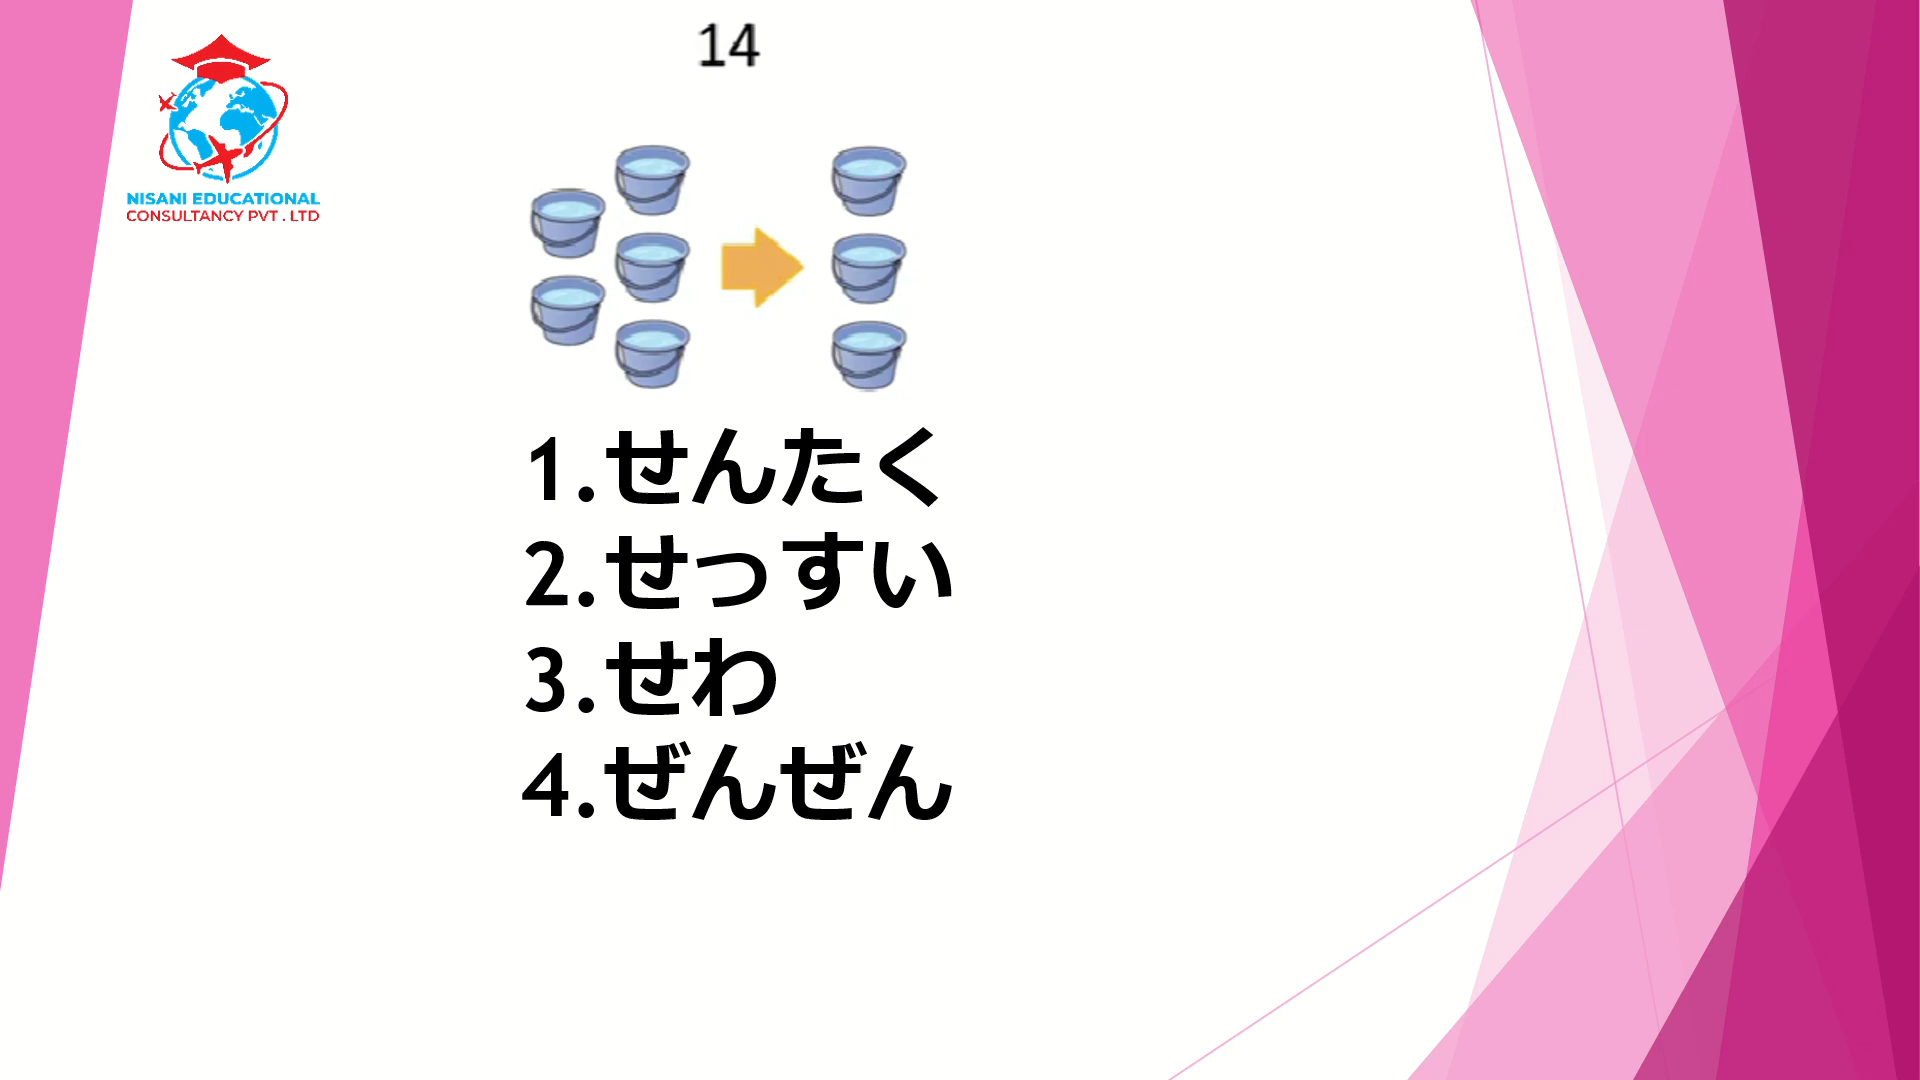 14
NISANI EDUCATIONAL
CONSULTANCY PVT . LTD
1.せんたく
2.せっすい
3.せわ
4.ぜんぜん